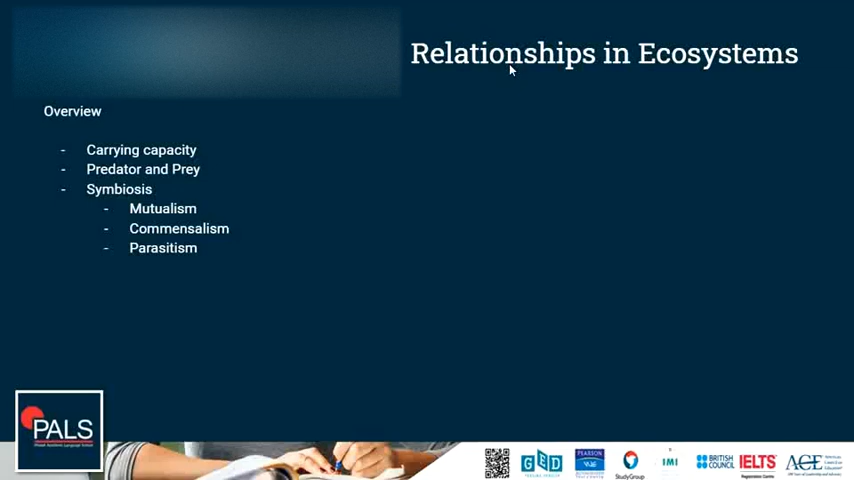 Relationships in Ecosystems
Overview
- Carrying capacity
- Predator and Prey
- Symbiosis
- Mutualism
- Commensalism
- Parasitism
PALS
GED
PEARSON
VUE
StudyGroup
IMI
BRITISH
COUNCIL
IELTS
ACE